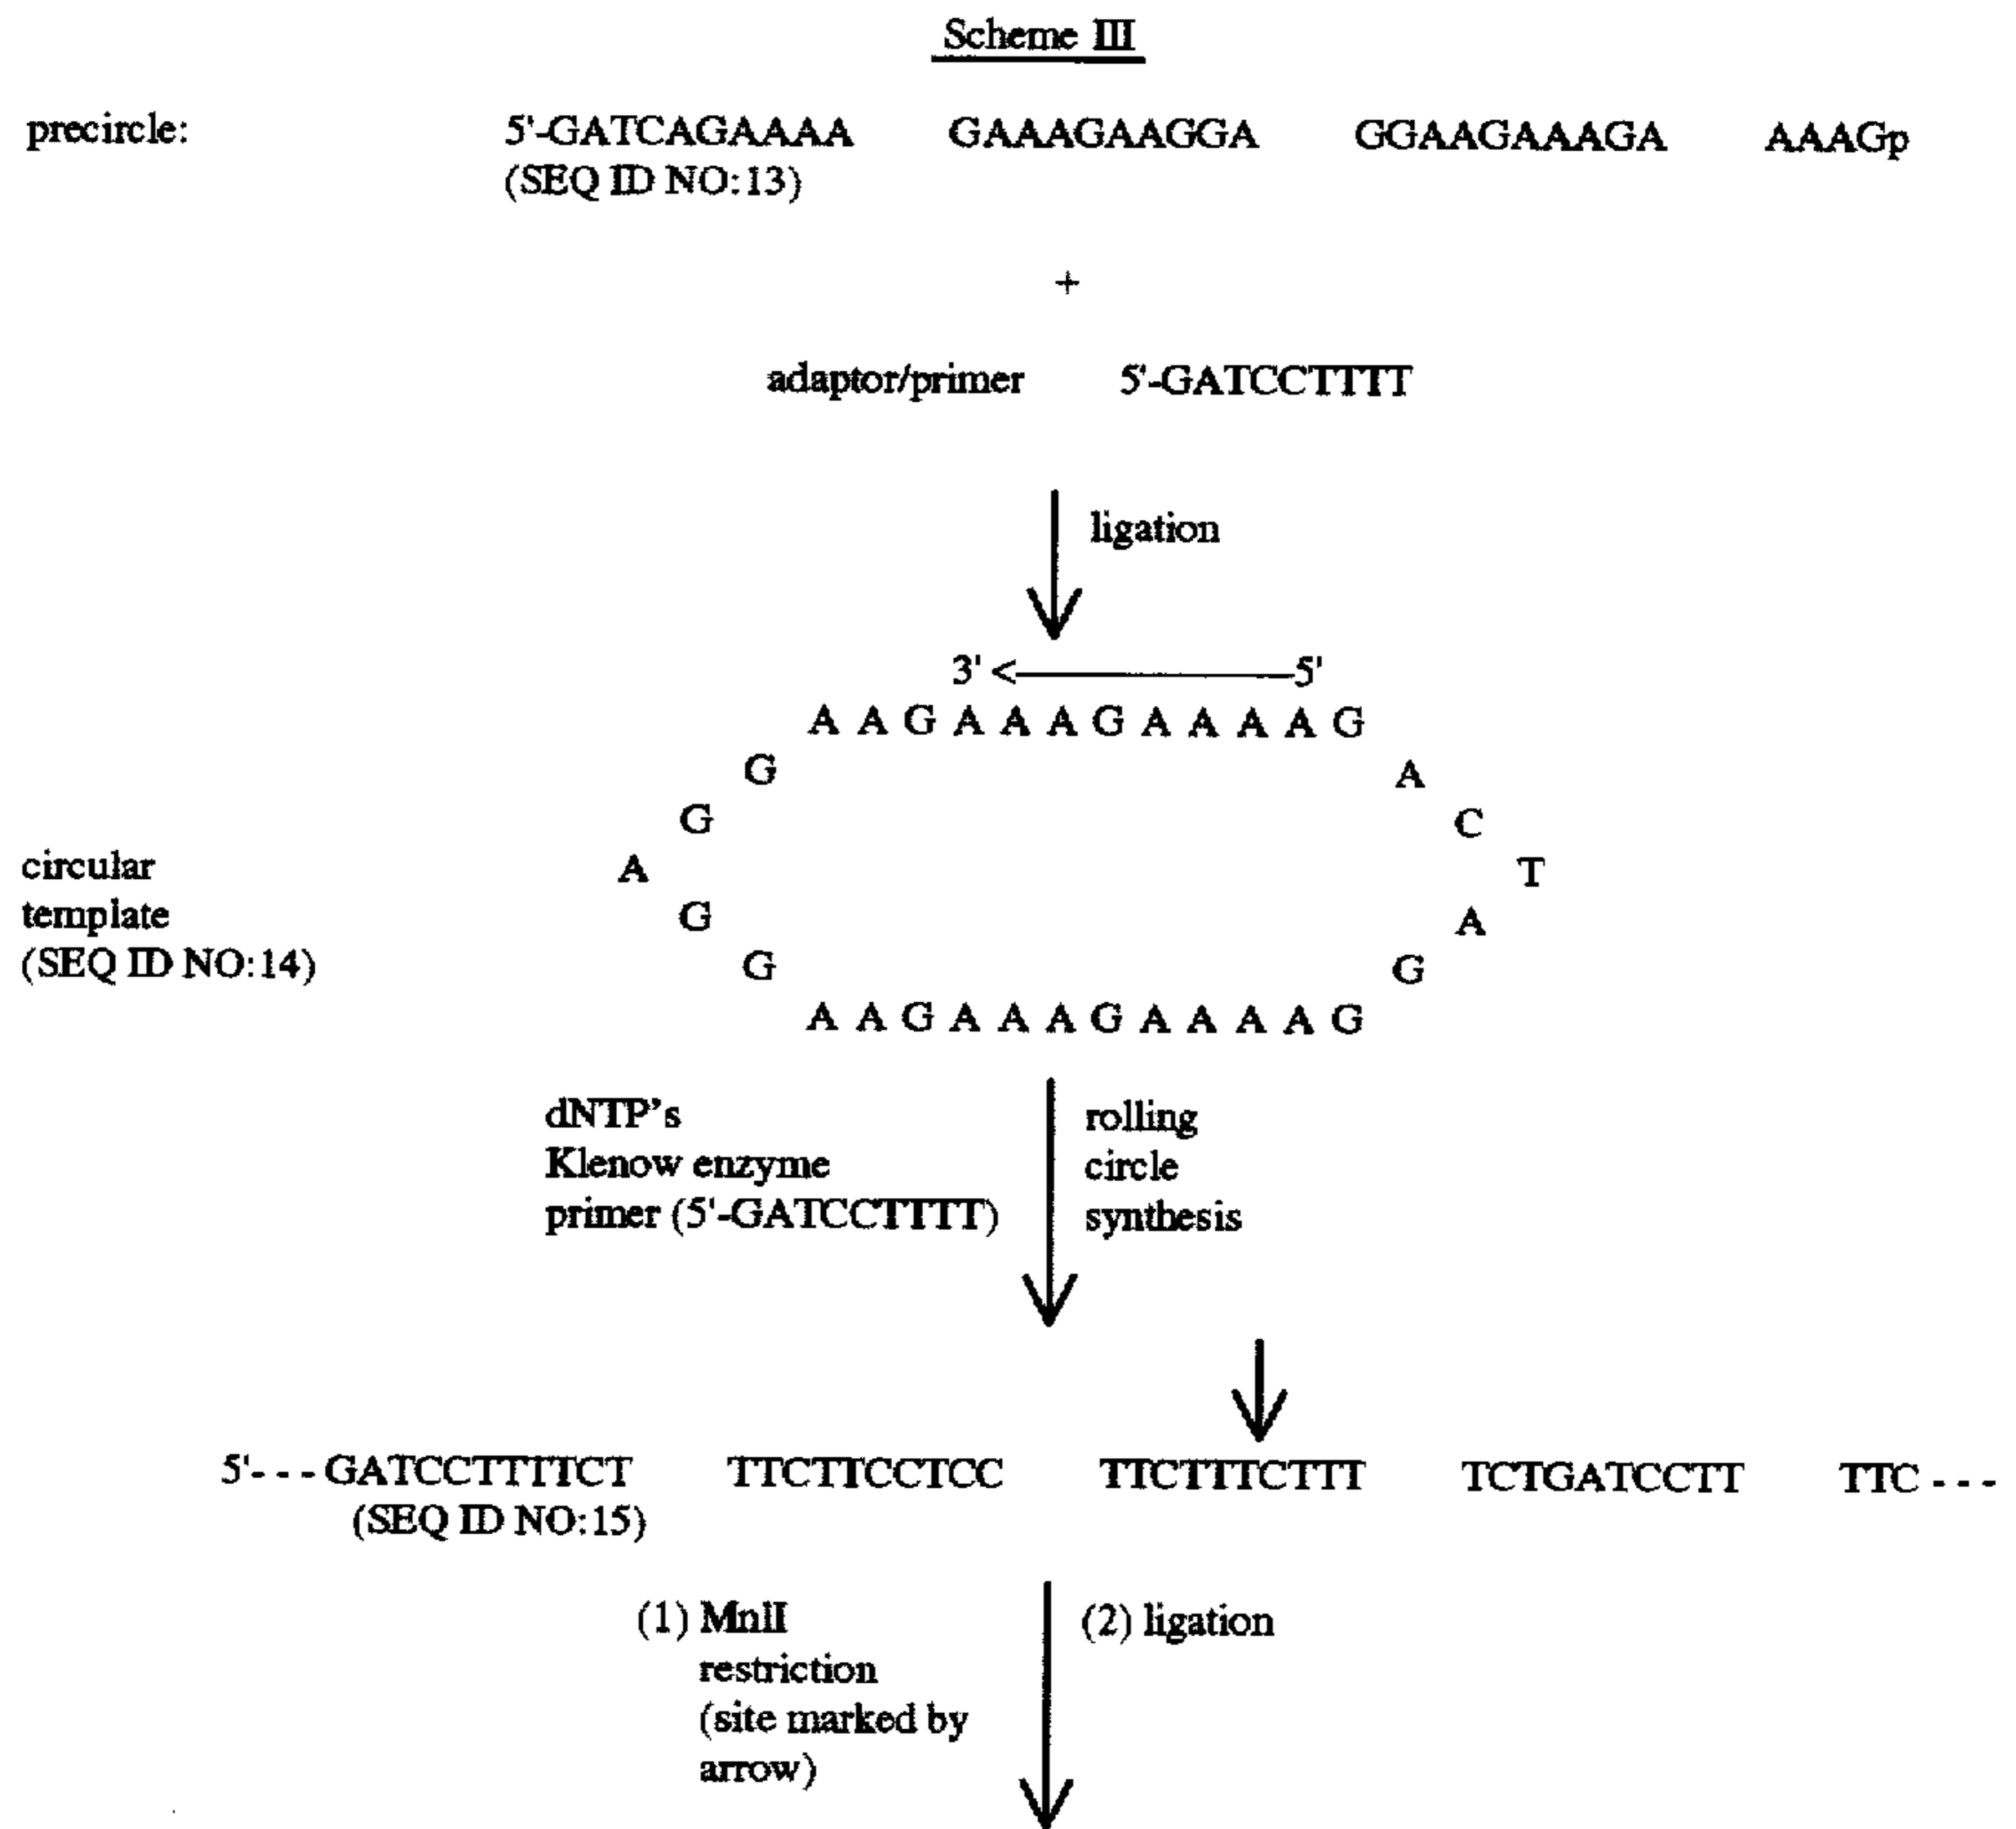 Scheme III
precircle: 5'-GATCAGAAAA GAAAGAAGGA GGAAGAAAGA AAAGp
(SEQ ID NO:13)
+
adaptor/primer 5'-GATCCTTTT
ligation
3' < 5'
A A G A A A G A A A A G
G A
G C
A T
G A
G G
A A G A A A G A A A A G
circular
template
(SEQ ID NO:14)
dNTP's
Klenow enzyme
primer (5'-GATCCTTTT)
rolling
circle
synthesis
5'- - - GATCCTTTTCT TTCTTCCTCC TTCTTTCTTT TCTGATCCTT TTC - - -
(SEQ ID NO:15)
(1) MnlI
restriction
(site marked by
arrow)
(2) ligation